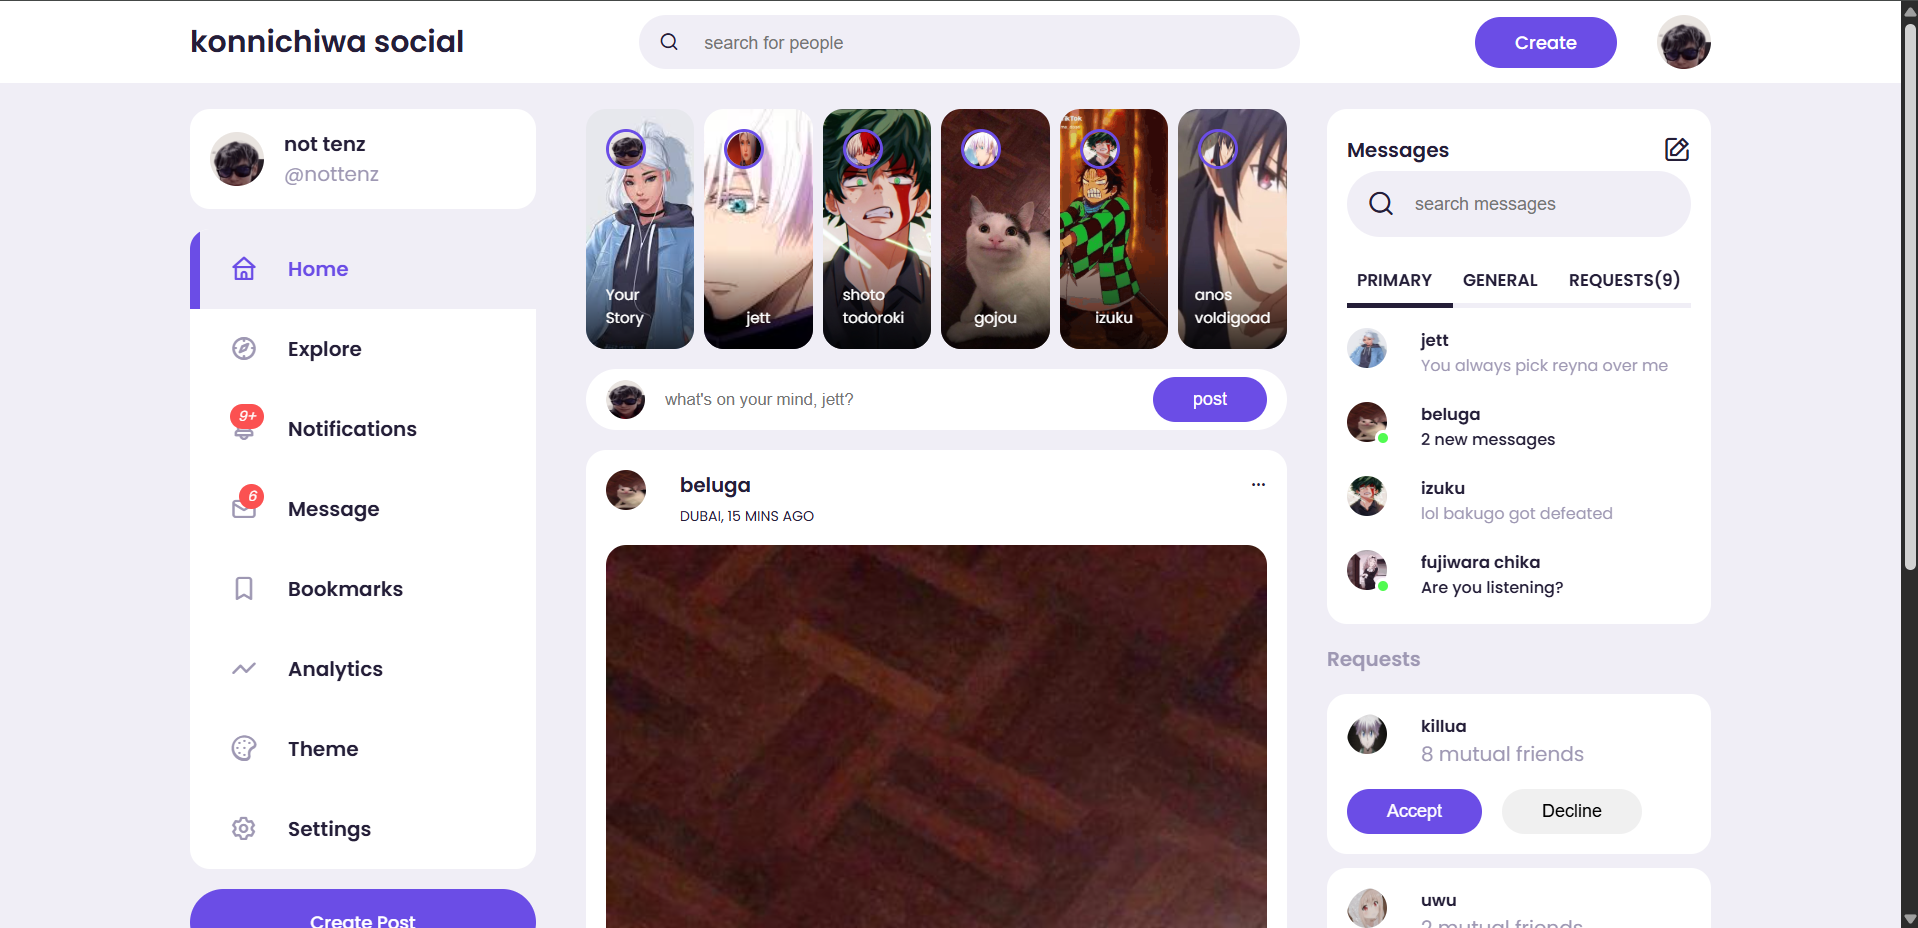 konnichiwa social
search for people
Create
not tenz
@nottenz
Home
Explore
9+
Notifications
6
Message
Bookmarks
Analytics
Theme
Settings
Create Post
Your
Story
jett
shoto
todoroki
gojou
izuku
anos
voldigoad
what's on your mind, jett?
post
beluga
DUBAI, 15 MINS AGO
Messages
search messages
PRIMARY GENERAL REQUESTS(9)
jett
You always pick reyna over me
beluga
2 new messages
izuku
lol bakugo got defeated
fujiwara chika
Are you listening?
Requests
killua
8 mutual friends
Accept Decline
uwu
2 mutual friends